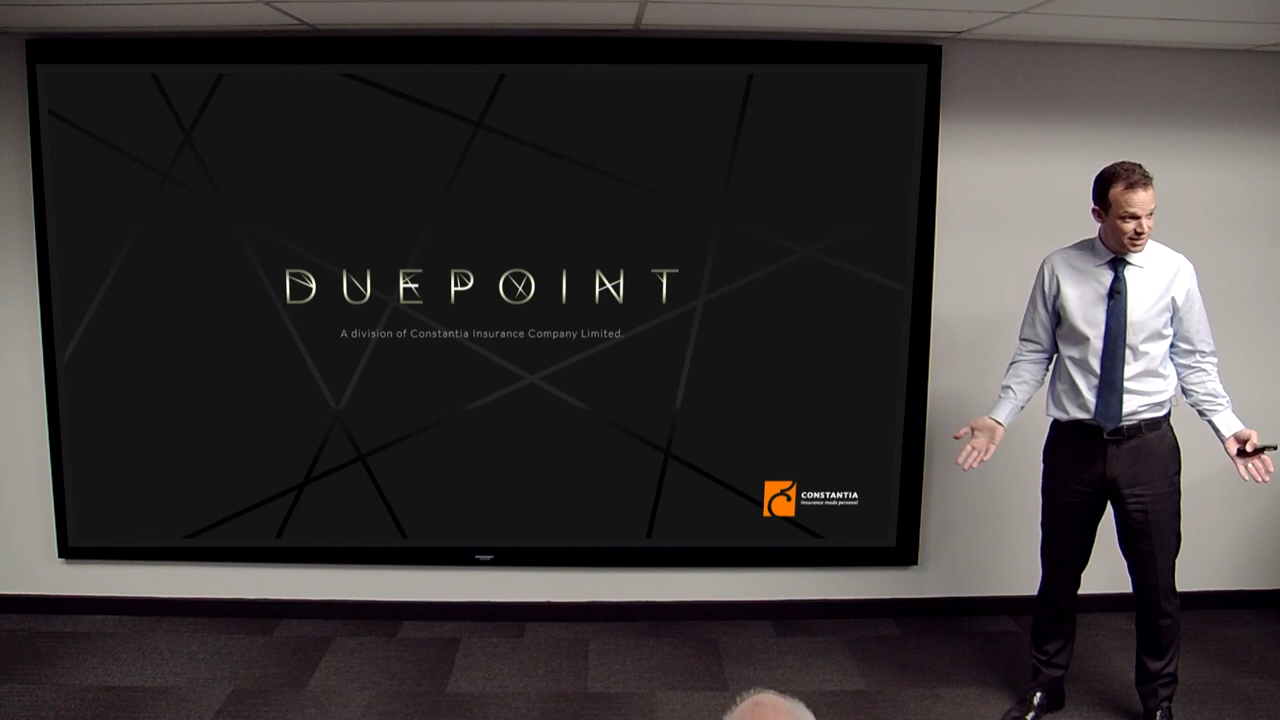 DUEPOINT
A division of Constantia Insurance Company Limited.
CONSTANTIA
Insurance made personal